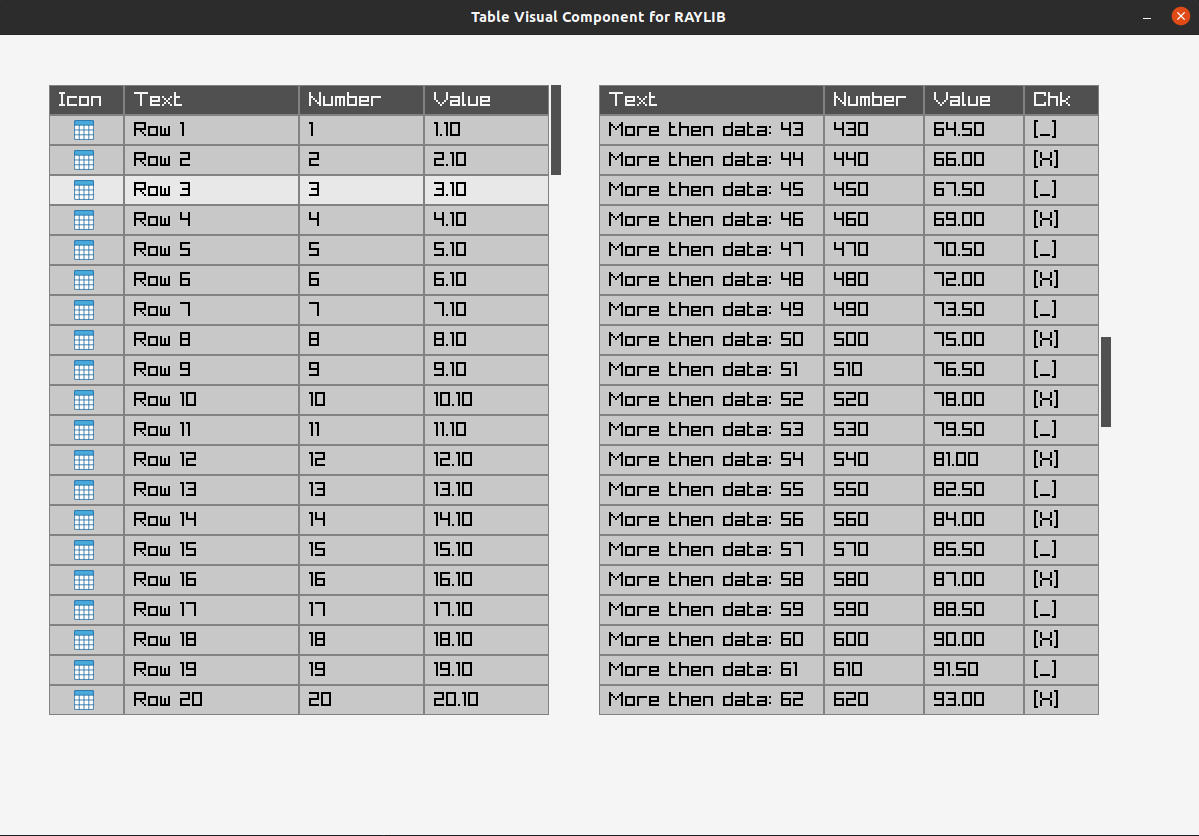 Table Visual Component for RAYLIB
Icon Text Number Value
Row 1 1 1.10
Row 2 2 2.10
Row 3 3 3.10
Row 4 4 4.10
Row 5 5 5.10
Row 6 6 6.10
Row 7 7 7.10
Row 8 8 8.10
Row 9 9 9.10
Row 10 10 10.10
Row 11 11 11.10
Row 12 12 12.10
Row 13 13 13.10
Row 14 14 14.10
Row 15 15 15.10
Row 16 16 16.10
Row 17 17 17.10
Row 18 18 18.10
Row 19 19 19.10
Row 20 20 20.10
Text Number Value Chk
More then data: 43 430 64.50 [_]
More then data: 44 440 66.00 [X]
More then data: 45 450 67.50 [_]
More then data: 46 460 69.00 [X]
More then data: 47 470 70.50 [_]
More then data: 48 480 72.00 [X]
More then data: 49 490 73.50 [_]
More then data: 50 500 75.00 [X]
More then data: 51 510 76.50 [_]
More then data: 52 520 78.00 [X]
More then data: 53 530 79.50 [_]
More then data: 54 540 81.00 [X]
More then data: 55 550 82.50 [_]
More then data: 56 560 84.00 [X]
More then data: 57 570 85.50 [_]
More then data: 58 580 87.00 [X]
More then data: 59 590 88.50 [_]
More then data: 60 600 90.00 [X]
More then data: 61 610 91.50 [_]
More then data: 62 620 93.00 [X]